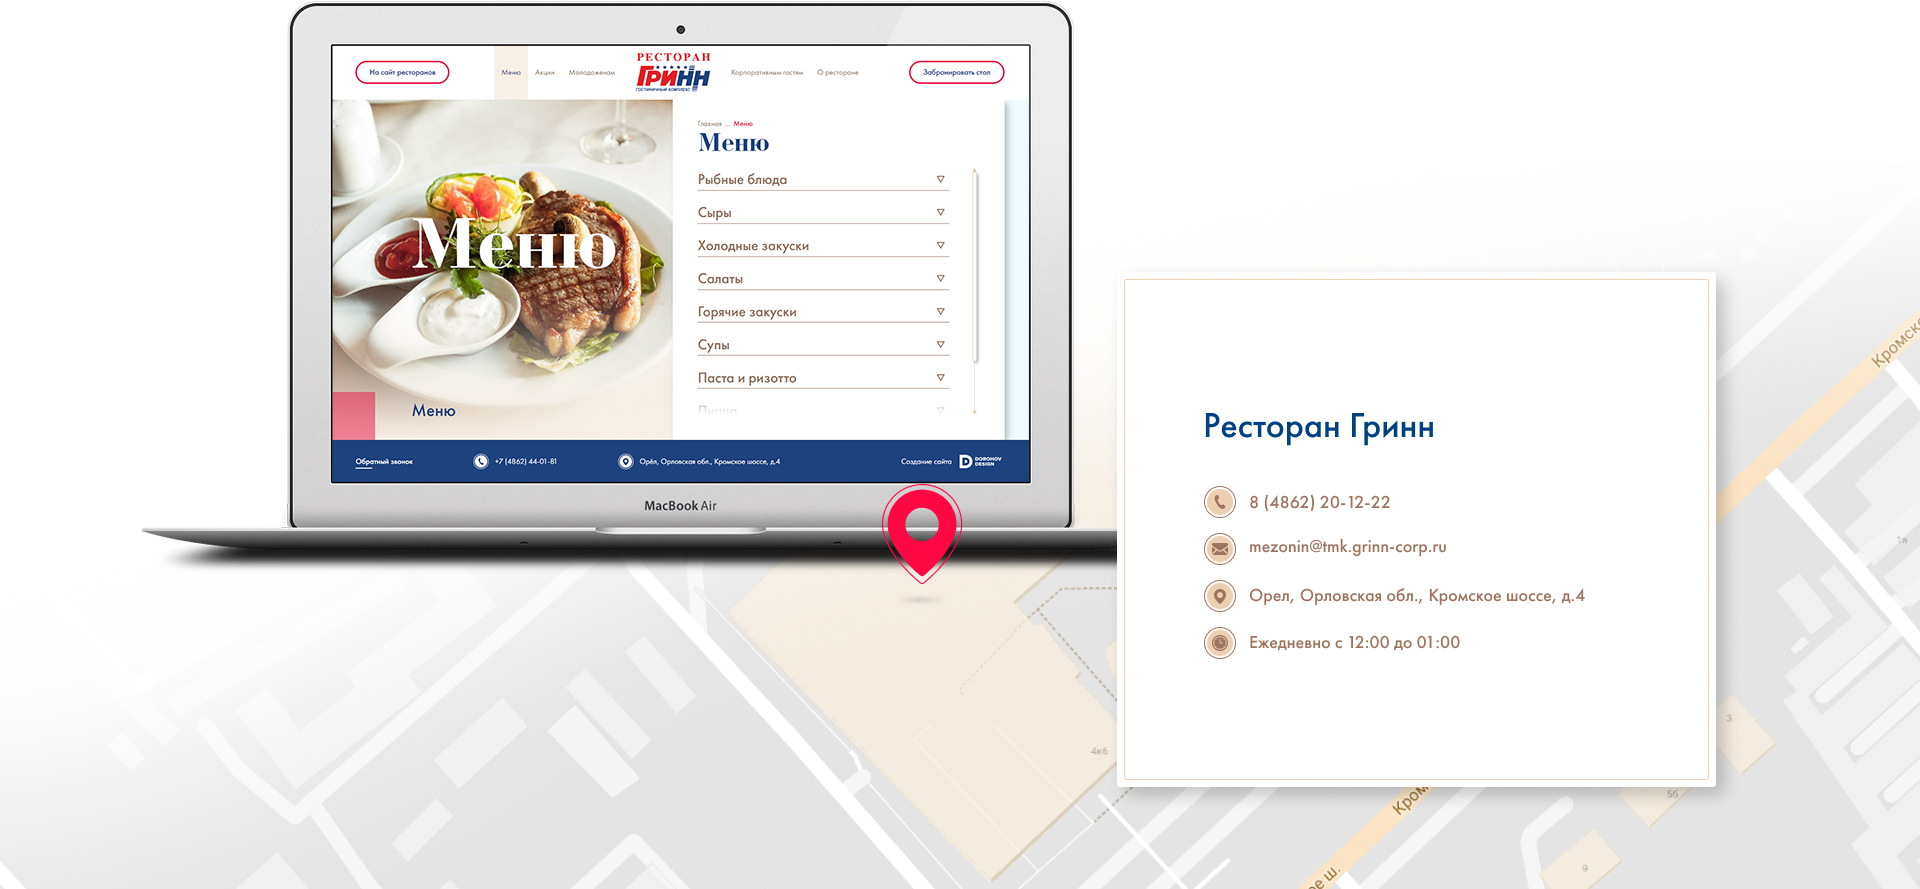 На сайт ресторанов
Меню
Акции
Молодоженам
РЕСТОРАН
ГРИНН
ГОСТИНИЧНЫЙ КОМПЛЕКС
Корпоративным гостям
О ресторане
Забронировать стол
Меню
Меню
Главная ... Меню
Меню
Рыбные блюда
Сыры
Холодные закуски
Салаты
Горячие закуски
Супы
Паста и ризотто
Пицца
Обратный звонок
+7 (4862) 44-01-81
Орёл, Орловская обл., Кромское шоссе, д.4
Создание сайта
DOROHOV
DESIGN
MacBook Air
Ресторан Гринн
8 (4862) 20-12-22
mezonin@tmk.grinn-corp.ru
Орел, Орловская обл., Кромское шоссе, д.4
Ежедневно с 12:00 до 01:00
Кромско
1а
3
4к6
5б
Кром
9
ое ш.